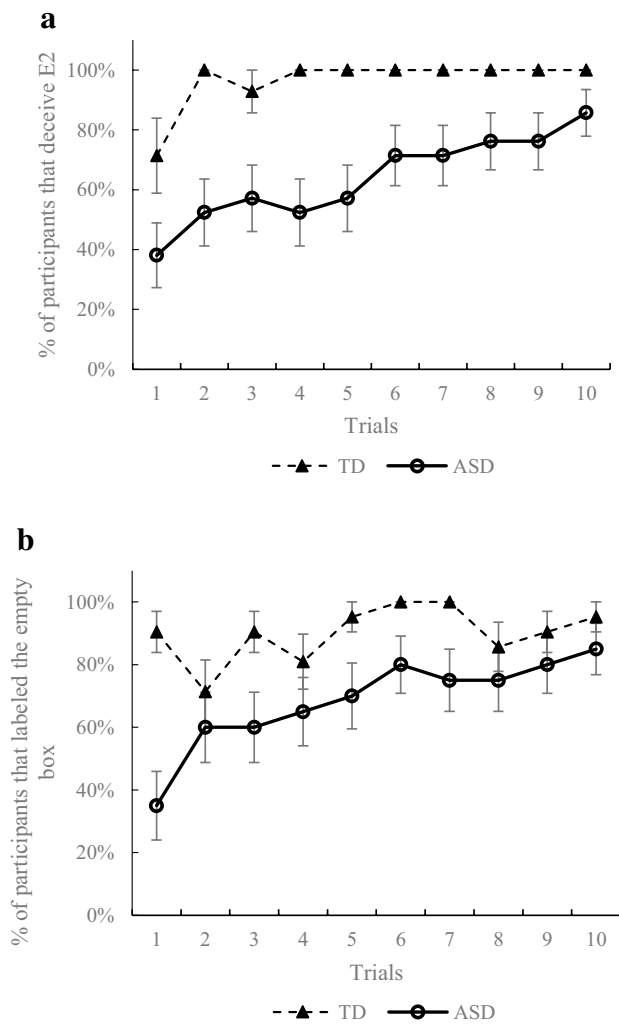 a
% of participants that deceive E2
100%
80%
60%
40%
20%
0%
1 2 3 4 5 6 7 8 9 10
Trials
TD ASD
b
% of participants that labeled the empty
box
100%
80%
60%
40%
20%
0%
1 2 3 4 5 6 7 8 9 10
Trials
TD ASD